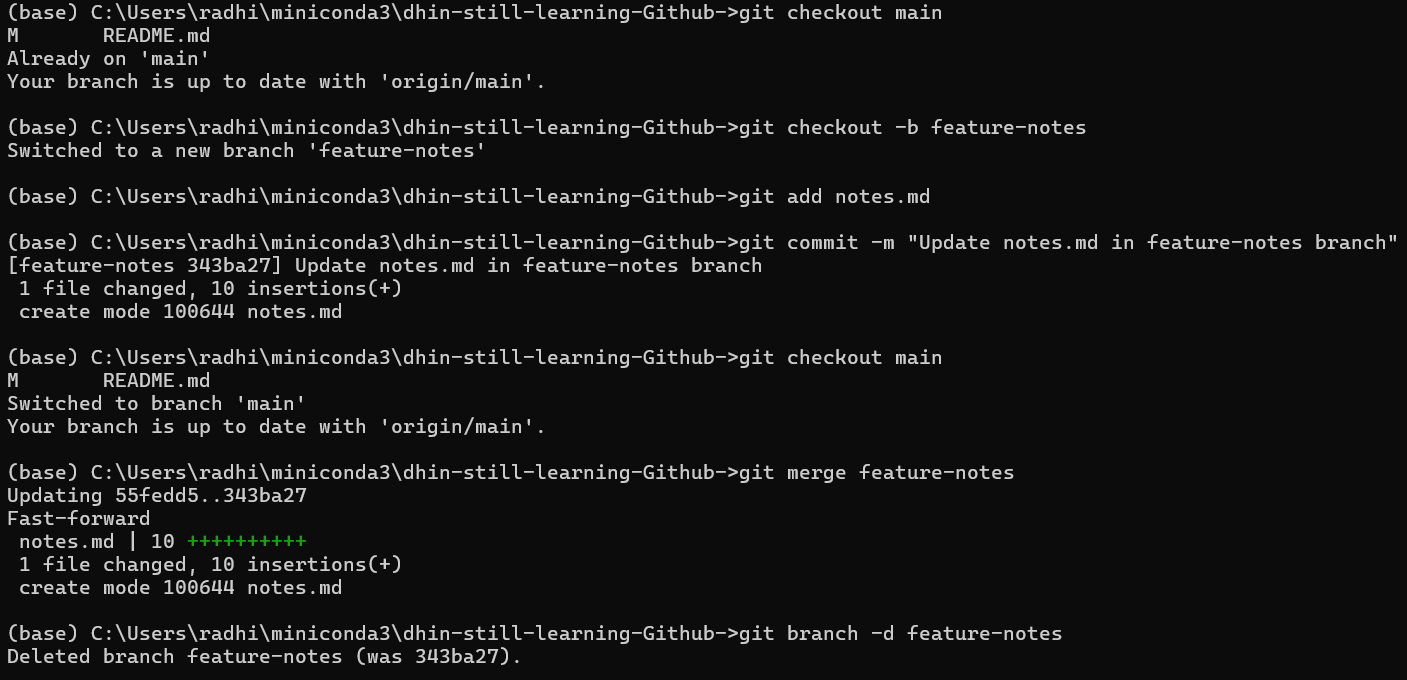 (base) C:\Users\radhi\miniconda3\dhin-still-learning-Github->git checkout main
M       README.md
Already on 'main'
Your branch is up to date with 'origin/main'.
(base) C:\Users\radhi\miniconda3\dhin-still-learning-Github->git checkout -b feature-notes
Switched to a new branch 'feature-notes'
(base) C:\Users\radhi\miniconda3\dhin-still-learning-Github->git add notes.md
(base) C:\Users\radhi\miniconda3\dhin-still-learning-Github->git commit -m "Update notes.md in feature-notes branch"
[feature-notes 343ba27] Update notes.md in feature-notes branch
 1 file changed, 10 insertions(+)
 create mode 100644 notes.md
(base) C:\Users\radhi\miniconda3\dhin-still-learning-Github->git checkout main
M       README.md
Switched to branch 'main'
Your branch is up to date with 'origin/main'.
(base) C:\Users\radhi\miniconda3\dhin-still-learning-Github->git merge feature-notes
Updating 55fedd5..343ba27
Fast-forward
 notes.md | 10 ++++++++++
 1 file changed, 10 insertions(+)
 create mode 100644 notes.md
(base) C:\Users\radhi\miniconda3\dhin-still-learning-Github->git branch -d feature-notes
Deleted branch feature-notes (was 343ba27).